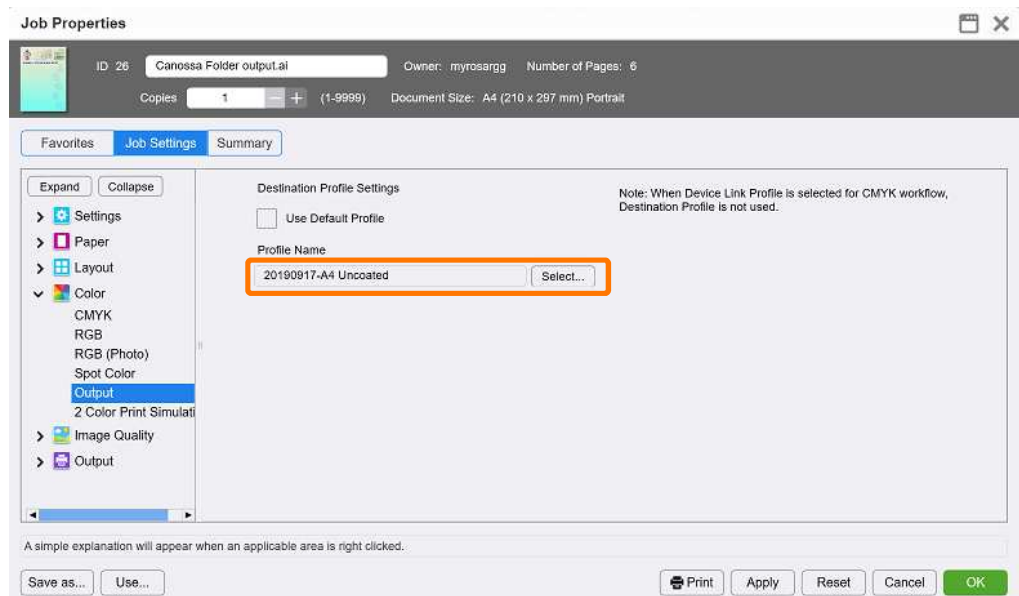 Job Properties
ID 26 Canossa Folder output.ai Owner: myrosargg Number of Pages: 6
Copies 1 (1-9999) Document Size: A4 (210 x 297 mm) Portrait
Favorites Job Settings Summary
Expand Collapse
Settings
Paper
Layout
Color
CMYK
RGB
RGB (Photo)
Spot Color
Output
2 Color Print Simulati
Image Quality
Output
Destination Profile Settings
Use Default Profile
Profile Name
20190917-A4 Uncoated Select...
Note: When Device Link Profile is selected for CMYK workflow,
Destination Profile is not used.
A simple explanation will appear when an applicable area is right clicked.
Save as... Use... Print Apply Reset Cancel OK